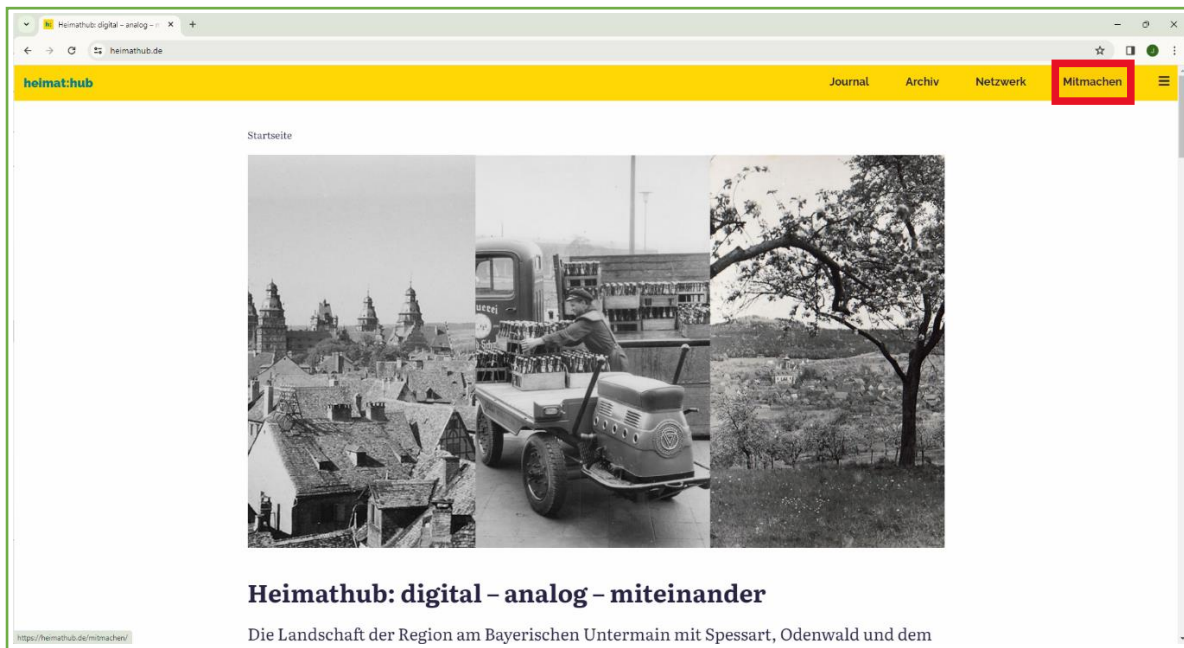 Heimathub: digital – analog – m
heimathub.de
heimat:hub
Journal Archiv Netzwerk Mitmachen
Startseite
uerei
Heimathub: digital – analog – miteinander
Die Landschaft der Region am Bayerischen Untermain mit Spessart, Odenwald und dem
https://heimathub.de/mitmachen/